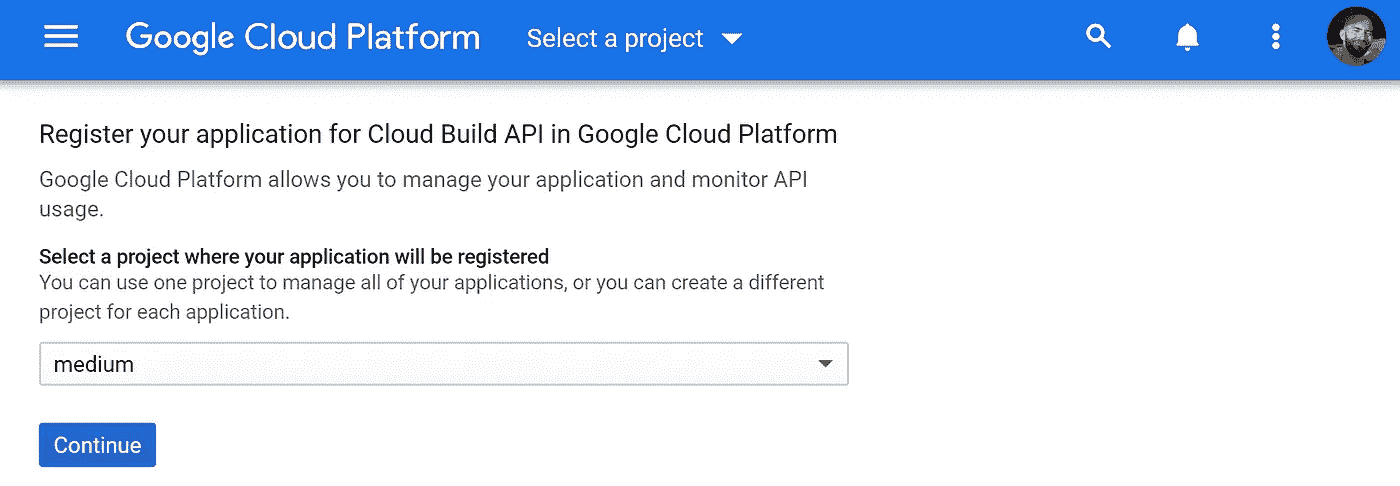 Google Cloud Platform
Select a project
Register your application for Cloud Build API in Google Cloud Platform
Google Cloud Platform allows you to manage your application and monitor API
usage.
Select a project where your application will be registered
You can use one project to manage all of your applications, or you can create a different
project for each application.
medium
Continue